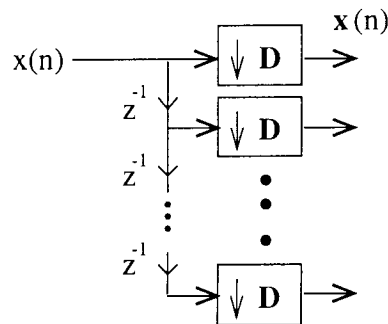 x(n)
x(n)
↓ D
z⁻¹
↓ D
z⁻¹
z⁻¹
↓ D